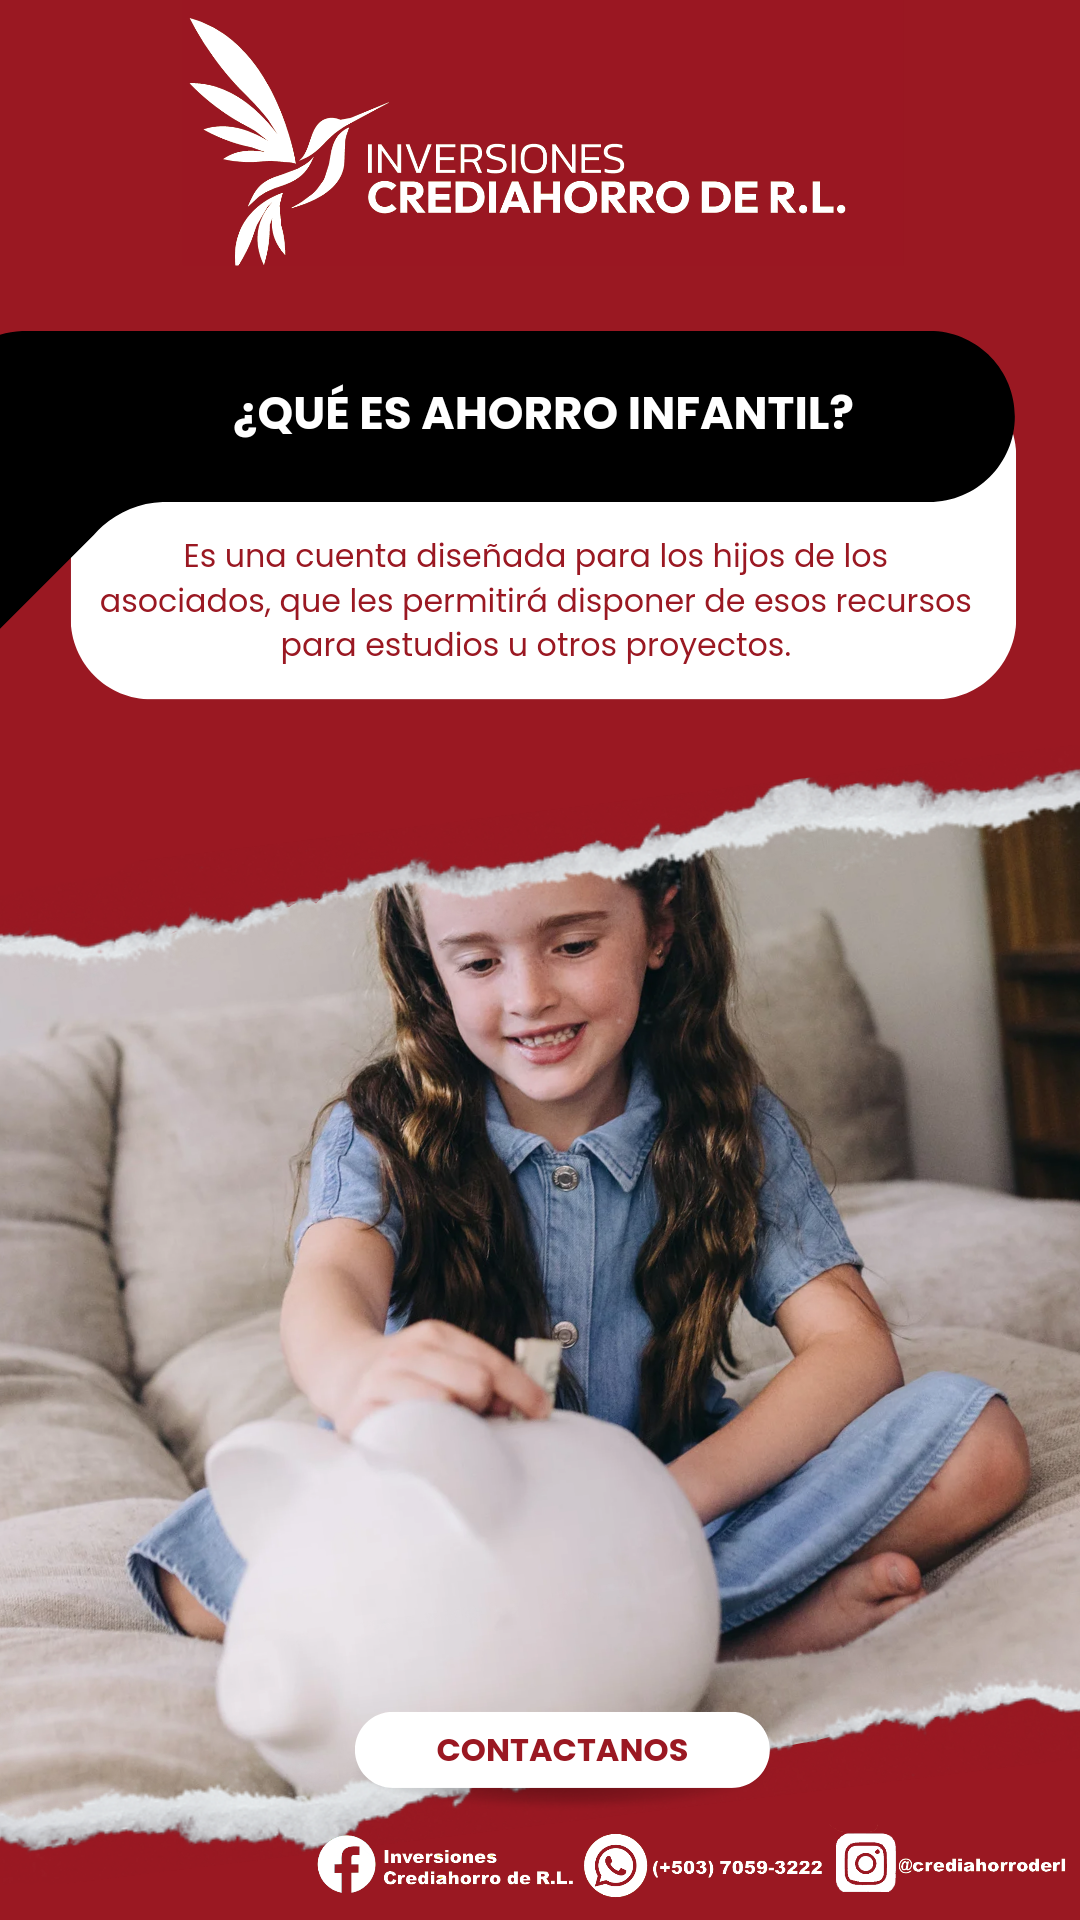 INVERSIONES
CREDIAHORRO DE R.L.
¿QUÉ ES AHORRO INFANTIL?
Es una cuenta diseñada para los hijos de los
asociados, que les permitirá disponer de esos recursos
para estudios u otros proyectos.
CONTACTANOS
Inversiones
Crediahorro de R.L.
(+503) 7059-3222
@crediahorroderl